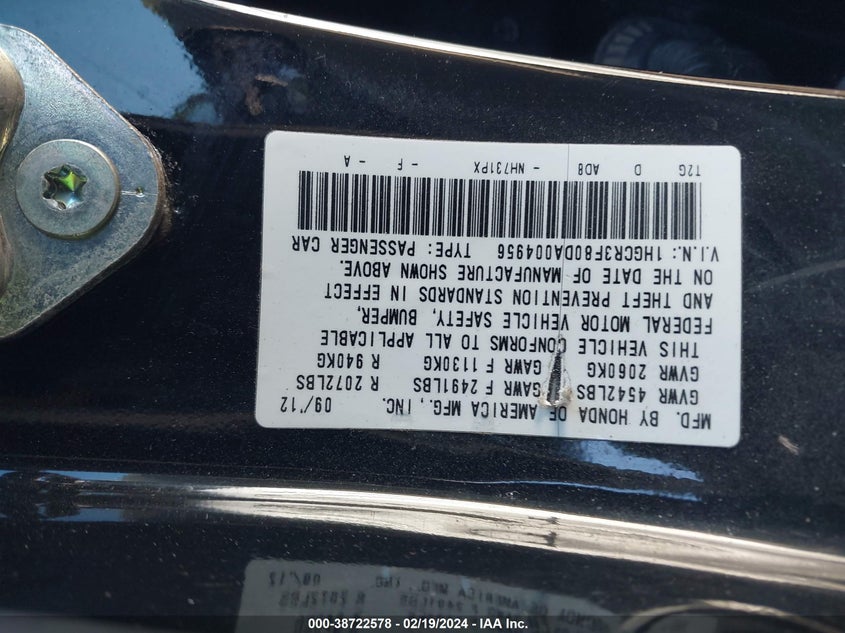 MFD. BY HONDA OF AMERICA MFG., INC. 09/'12
GVWR 4542LBS GAWR F 2491LBS R 2072LBS
GVWR 2060KG GAWR F 1130KG R 940KG
THIS VEHICLE CONFORMS TO ALL APPLICABLE
FEDERAL MOTOR VEHICLE SAFETY, BUMPER,
AND THEFT PREVENTION STANDARDS IN EFFECT
ON THE DATE OF MANUFACTURE SHOWN ABOVE.
V.I.N.: 1HGCR3F80DA004956 TYPE: PASSENGER CAR
T2G D AD8 - NH731PX - F - A
000-38722578 - 02/19/2024 - IAA Inc.